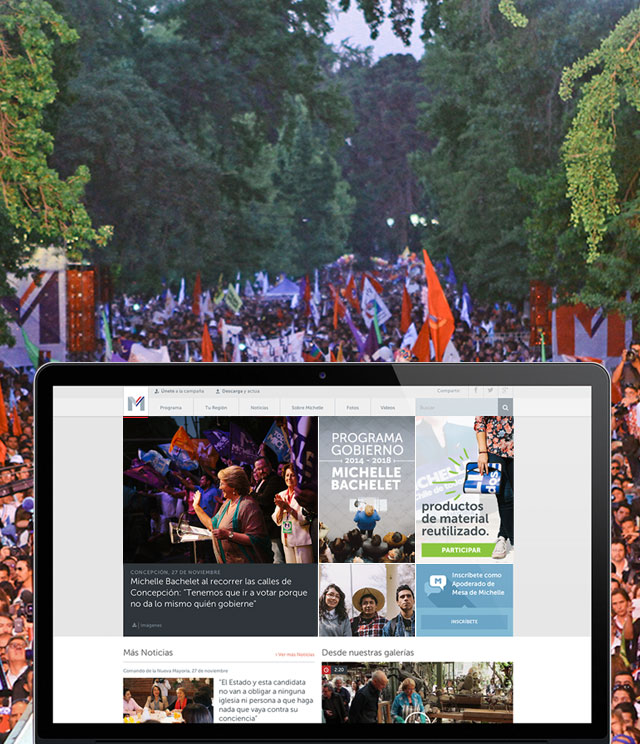 Únete a la campaña
Descarga y actúa
Compartir
M
Programa
Tu Región
Noticias
Sobre Michelle
Fotos
Videos
Buscar
PROGRAMA
GOBIERNO
2014 - 2018
MICHELLE
BACHELET
productos
de material
reutilizado.
PARTICIPAR
CONCEPCIÓN, 27 DE NOVIEMBRE
Michelle Bachelet al recorrer las calles de
Concepción: "Tenemos que ir a votar porque
no da lo mismo quién gobierne"
Imágenes
M
Inscríbete como
Apoderado de
Mesa de Michelle
INSCRÍBETE
Más Noticias
+ Ver más Noticias
Comando de la Nueva Mayoría, 27 de noviembre
"El Estado y esta candidata
no van a obligar a ninguna
iglesia ni persona a que haga
nada que vaya contra su
conciencia"
Desde nuestras galerías
2:20